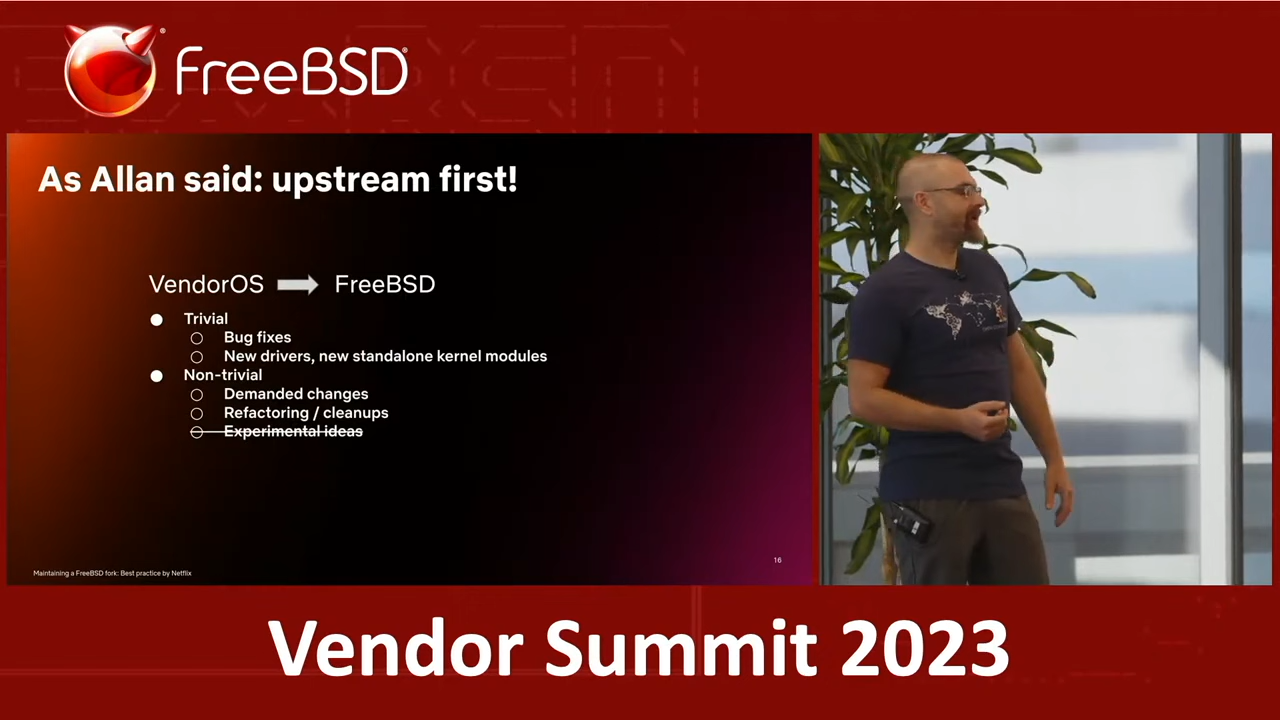 FreeBSD®
As Allan said: upstream first!
VendorOS FreeBSD
Trivial
Bug fixes
New drivers, new standalone kernel modules
Non-trivial
Demanded changes
Refactoring / cleanups
Experimental ideas
16
Maintaining a FreeBSD fork: Best practice by Netflix
Vendor Summit 2023